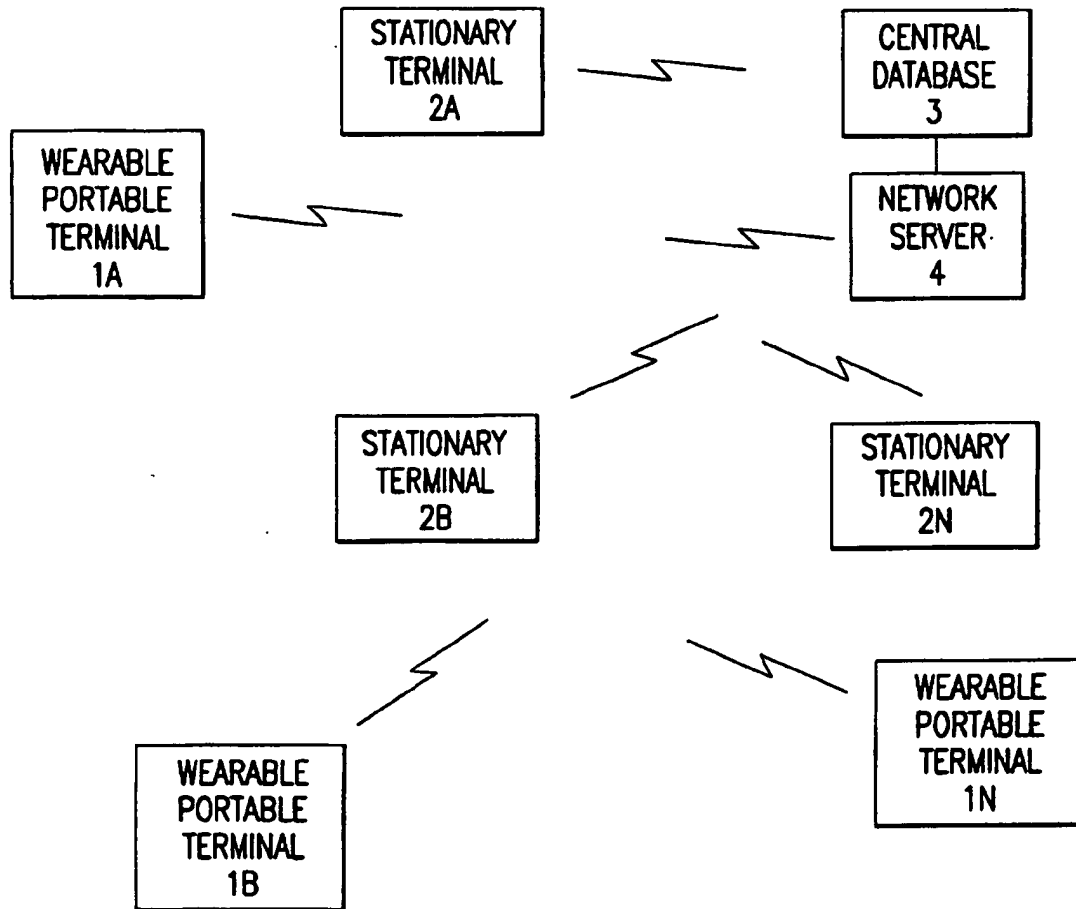 STATIONARY
TERMINAL
2A
CENTRAL
DATABASE
3
WEARABLE
PORTABLE
TERMINAL
1A
NETWORK
SERVER
4
STATIONARY
TERMINAL
2B
STATIONARY
TERMINAL
2N
WEARABLE
PORTABLE
TERMINAL
1N
WEARABLE
PORTABLE
TERMINAL
1B